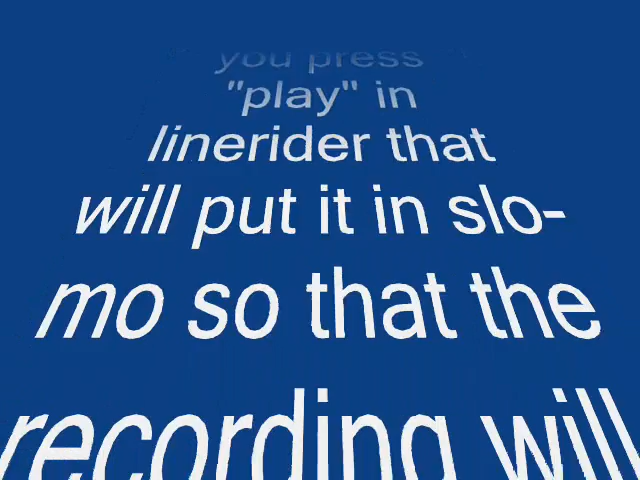 you press
"play" in
linerider that
will put it in slo-
mo so that the
recording will